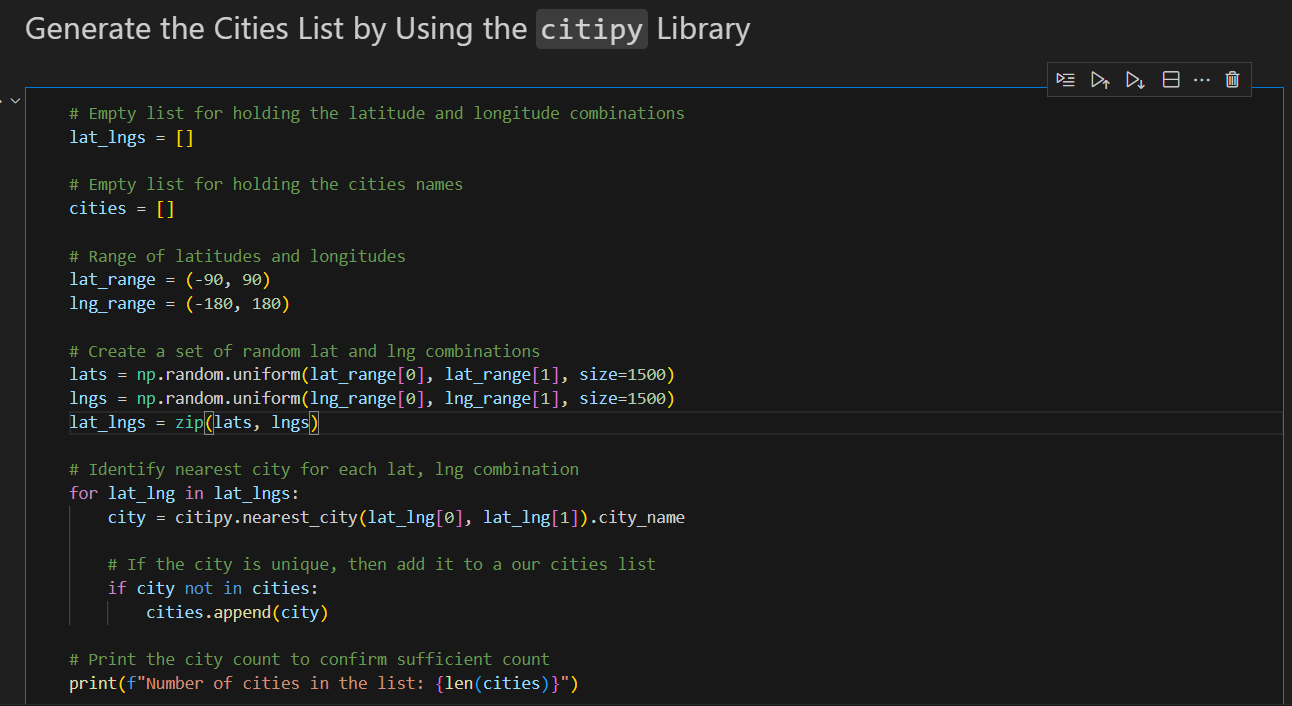 Generate the Cities List by Using the citipy Library
# Empty list for holding the latitude and longitude combinations
lat_lngs = []
# Empty list for holding the cities names
cities = []
# Range of latitudes and longitudes
lat_range = (-90, 90)
lng_range = (-180, 180)
# Create a set of random lat and lng combinations
lats = np.random.uniform(lat_range[0], lat_range[1], size=1500)
lngs = np.random.uniform(lng_range[0], lng_range[1], size=1500)
lat_lngs = zip(lats, lngs)
# Identify nearest city for each lat, lng combination
for lat_lng in lat_lngs:
    city = citipy.nearest_city(lat_lng[0], lat_lng[1]).city_name
    # If the city is unique, then add it to a our cities list
    if city not in cities:
        cities.append(city)
# Print the city count to confirm sufficient count
print(f"Number of cities in the list: {len(cities)}")